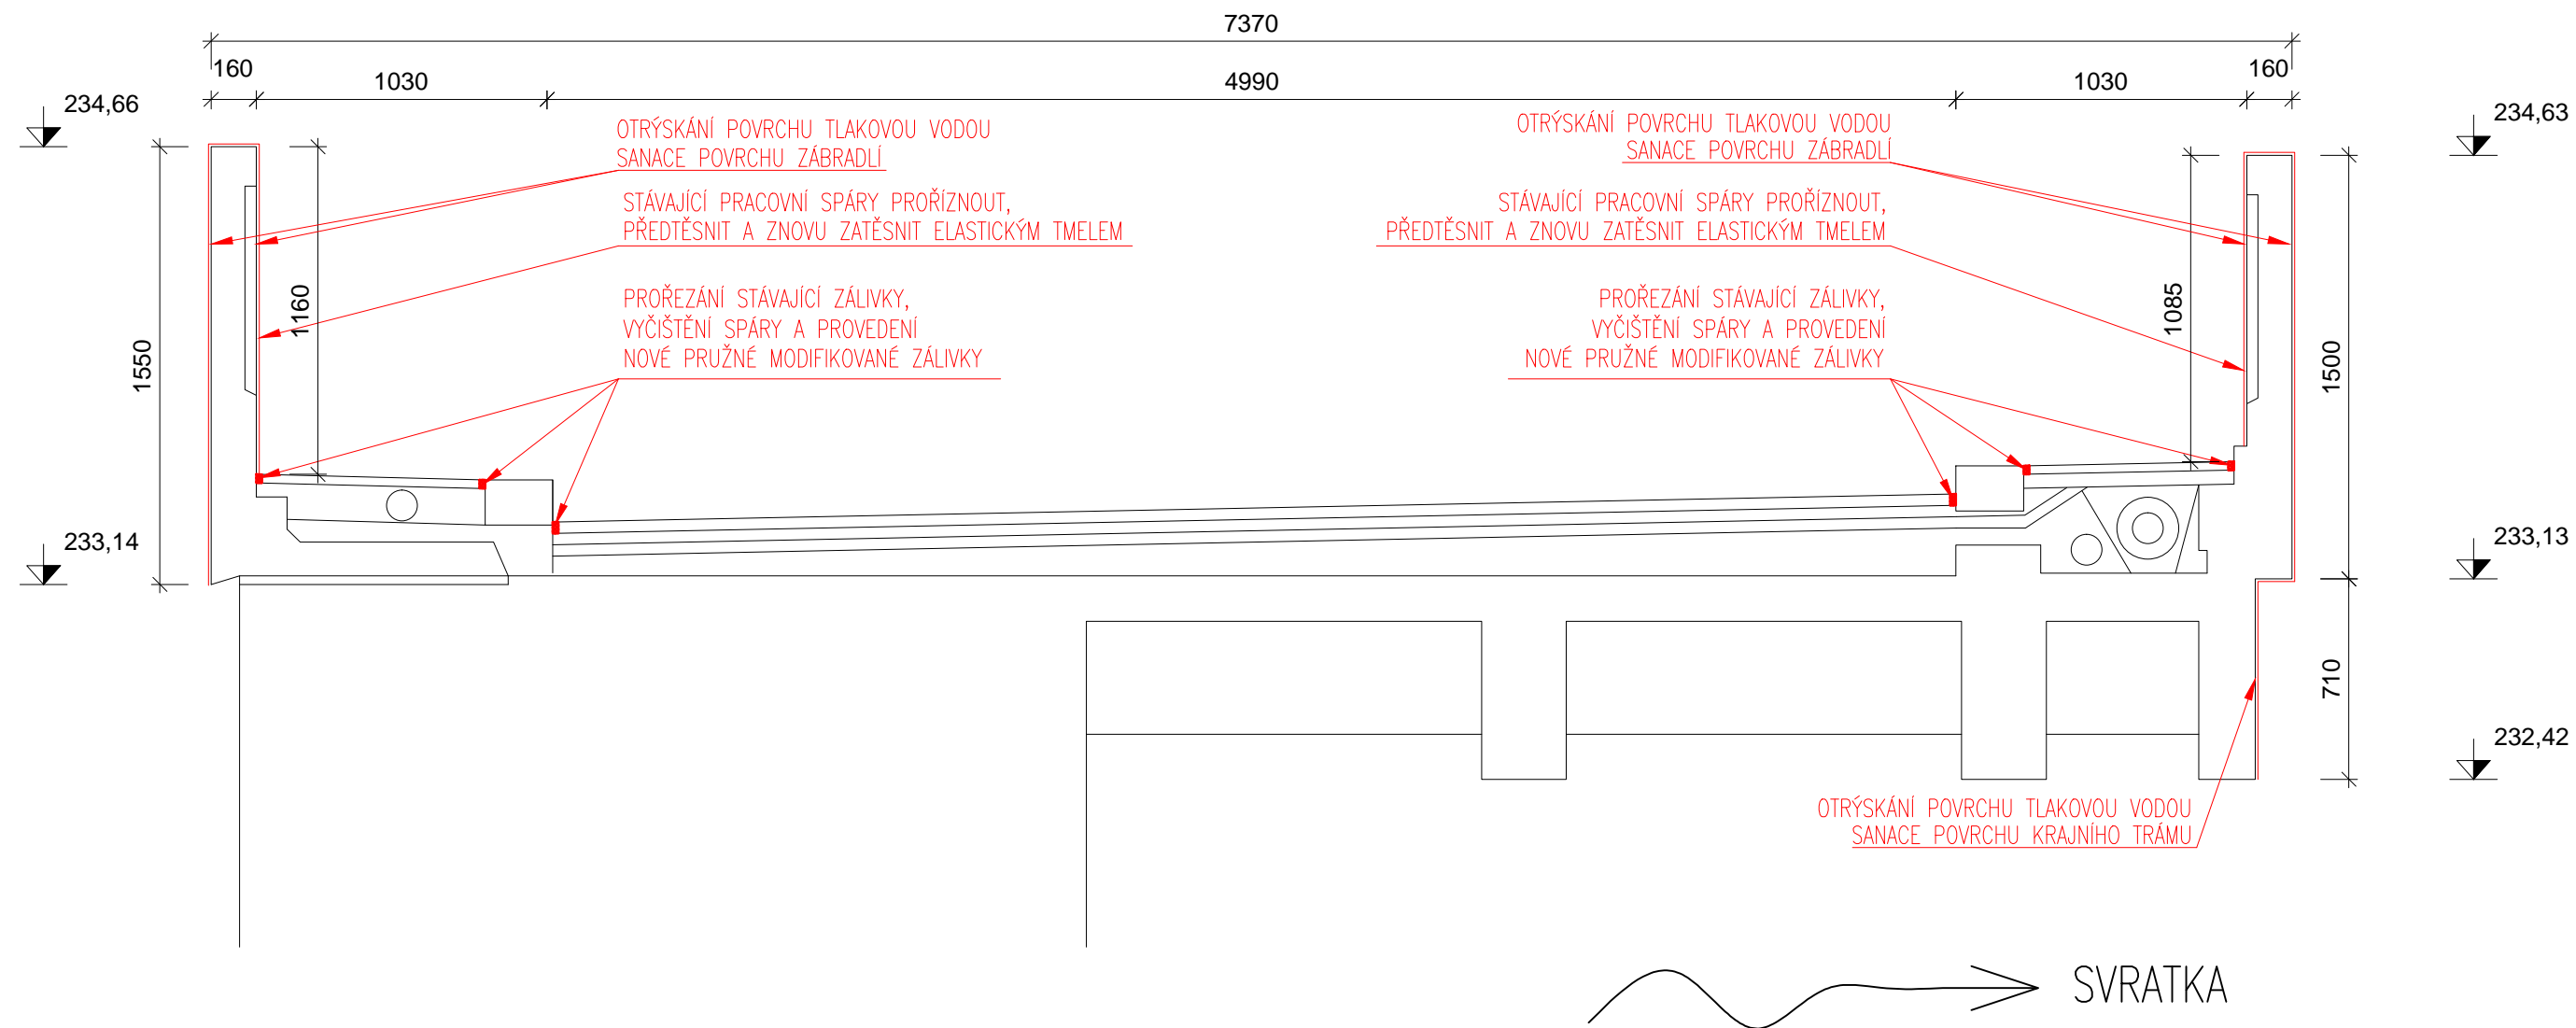 7370
160
1030
4990
1030
160
234,66
234,63
OTRÝSKÁNÍ POVRCHU TLAKOVOU VODOU
SANACE POVRCHU ZÁBRADLÍ
OTRÝSKÁNÍ POVRCHU TLAKOVOU VODOU
SANACE POVRCHU ZÁBRADLÍ
STÁVAJÍCÍ PRACOVNÍ SPÁRY PROŘÍZNOUT,
PŘEDTĚSNIT A ZNOVU ZATĚSNIT ELASTICKÝM TMELEM
STÁVAJÍCÍ PRACOVNÍ SPÁRY PROŘÍZNOUT,
PŘEDTĚSNIT A ZNOVU ZATĚSNIT ELASTICKÝM TMELEM
PROŘEZÁNÍ STÁVAJÍCÍ ZÁLIVKY,
VYČIŠTĚNÍ SPÁRY A PROVEDENÍ
NOVÉ PRUŽNÉ MODIFIKOVANÉ ZÁLIVKY
PROŘEZÁNÍ STÁVAJÍCÍ ZÁLIVKY,
VYČIŠTĚNÍ SPÁRY A PROVEDENÍ
NOVÉ PRUŽNÉ MODIFIKOVANÉ ZÁLIVKY
1550
1160
1085
1500
233,14
233,13
710
232,42
OTRÝSKÁNÍ POVRCHU TLAKOVOU VODOU
SANACE POVRCHU KRAJNÍHO TRÁMU
SVRATKA